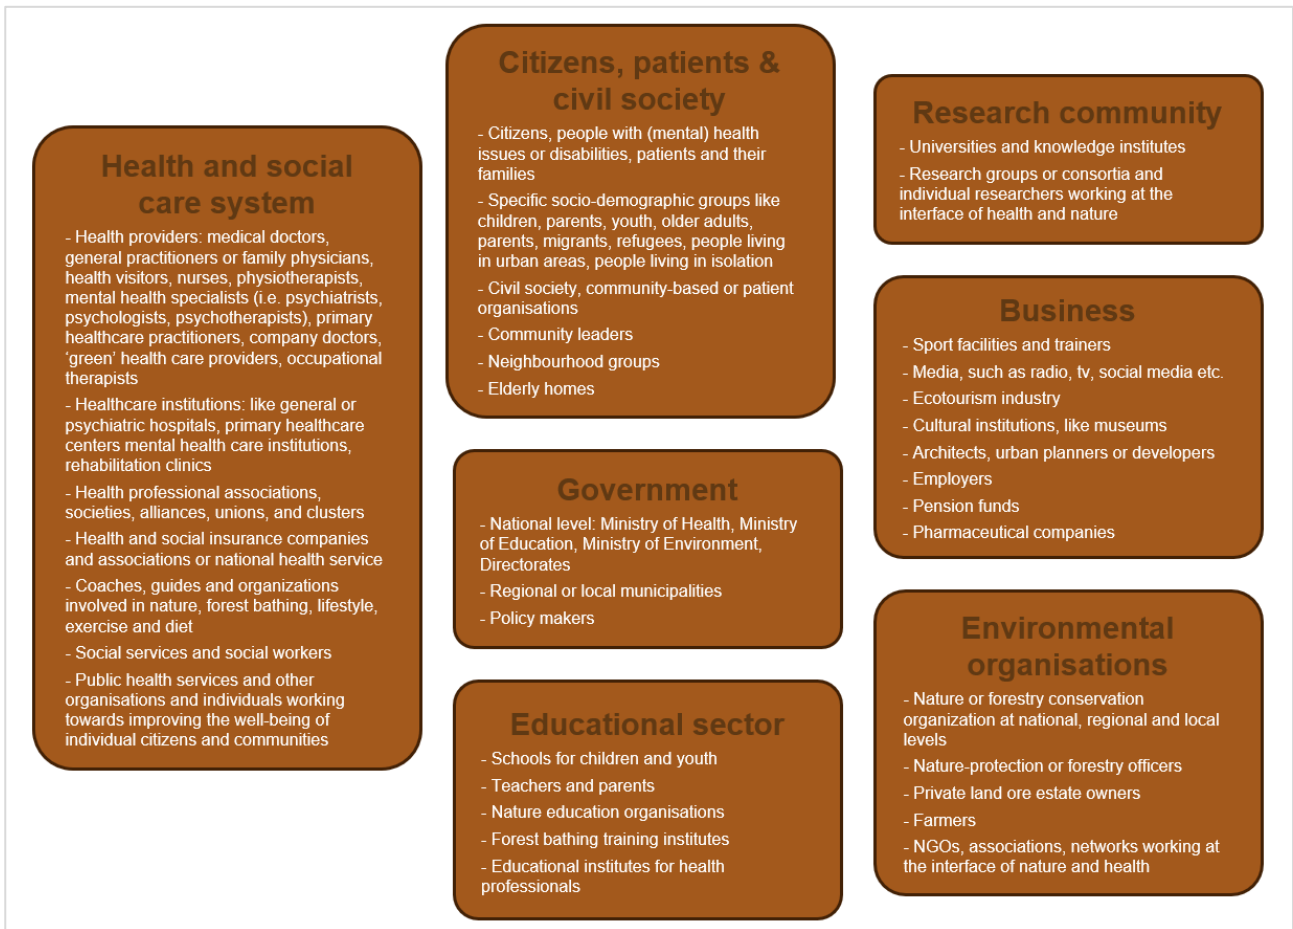 Health and social
care system
- Health providers: medical doctors,
general practitioners or family physicians,
health visitors, nurses, physiotherapists,
mental health specialists (i.e. psychiatrists,
psychologists, psychotherapists), primary
healthcare practitioners, company doctors,
‘green’ health care providers, occupational
therapists
- Healthcare institutions: like general or
psychiatric hospitals, primary healthcare
centers mental health care institutions,
rehabilitation clinics
- Health professional associations,
societies, alliances, unions, and clusters
- Health and social insurance companies
and associations or national health service
- Coaches, guides and organizations
involved in nature, forest bathing, lifestyle,
exercise and diet
- Social services and social workers
- Public health services and other
organisations and individuals working
towards improving the well-being of
individual citizens and communities
Citizens, patients &
civil society
- Citizens, people with (mental) health
issues or disabilities, patients and their
families
- Specific socio-demographic groups like
children, parents, youth, older adults,
parents, migrants, refugees, people living
in urban areas, people living in isolation
- Civil society, community-based or patient
organisations
- Community leaders
- Neighbourhood groups
- Elderly homes
Government
- National level: Ministry of Health, Ministry
of Education, Ministry of Environment,
Directorates
- Regional or local municipalities
- Policy makers
Educational sector
- Schools for children and youth
- Teachers and parents
- Nature education organisations
- Forest bathing training institutes
- Educational institutes for health
professionals
Research community
- Universities and knowledge institutes
- Research groups or consortia and
individual researchers working at the
interface of health and nature
Business
- Sport facilities and trainers
- Media, such as radio, tv, social media etc.
- Ecotourism industry
- Cultural institutions, like museums
- Architects, urban planners or developers
- Employers
- Pension funds
- Pharmaceutical companies
Environmental
organisations
- Nature or forestry conservation
organization at national, regional and local
levels
- Nature-protection or forestry officers
- Private land ore estate owners
- Farmers
- NGOs, associations, networks working at
the interface of nature and health